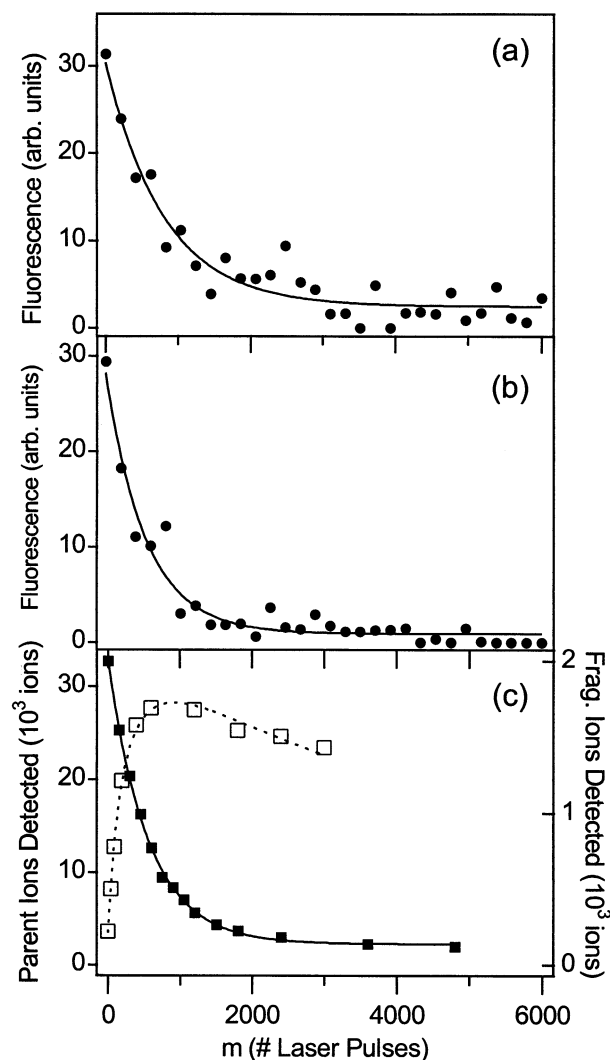 (a)
Fluorescence (arb. units)
30
20
10
0
(b)
Fluorescence (arb. units)
30
20
10
0
(c)
Parent Ions Detected (10³ ions)
30
20
10
0
Frag. Ions Detected (10³ ions)
2
1
0
0 2000 4000 6000
m (# Laser Pulses)